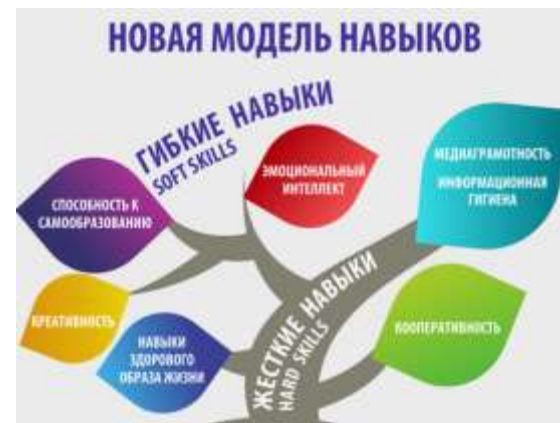 НОВАЯ МОДЕЛЬ НАВЫКОВ
ГИБКИЕ НАВЫКИ
SOFT SKILLS
ЭМОЦИОНАЛЬНЫЙ
ИНТЕЛЛЕКТ
МЕДИАГРАМОТНОСТЬ
ИНФОРМАЦИОННАЯ
ГИГИЕНА
СПОСОБНОСТЬ К
САМООБРАЗОВАНИЮ
КРЕАТИВНОСТЬ
НАВЫКИ
ЗДОРОВОГО
ОБРАЗА ЖИЗНИ
ЖЕСТКИЕ НАВЫКИ
HARD SKILLS
КООПЕРАТИВНОСТЬ